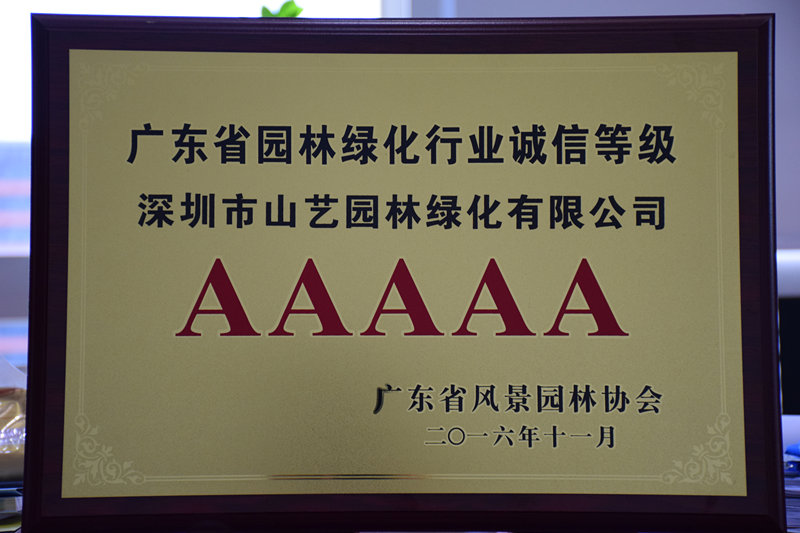 广东省园林绿化行业诚信等级
深圳市山艺园林绿化有限公司
AAAAA
广东省风景园林协会
二〇一六年十一月